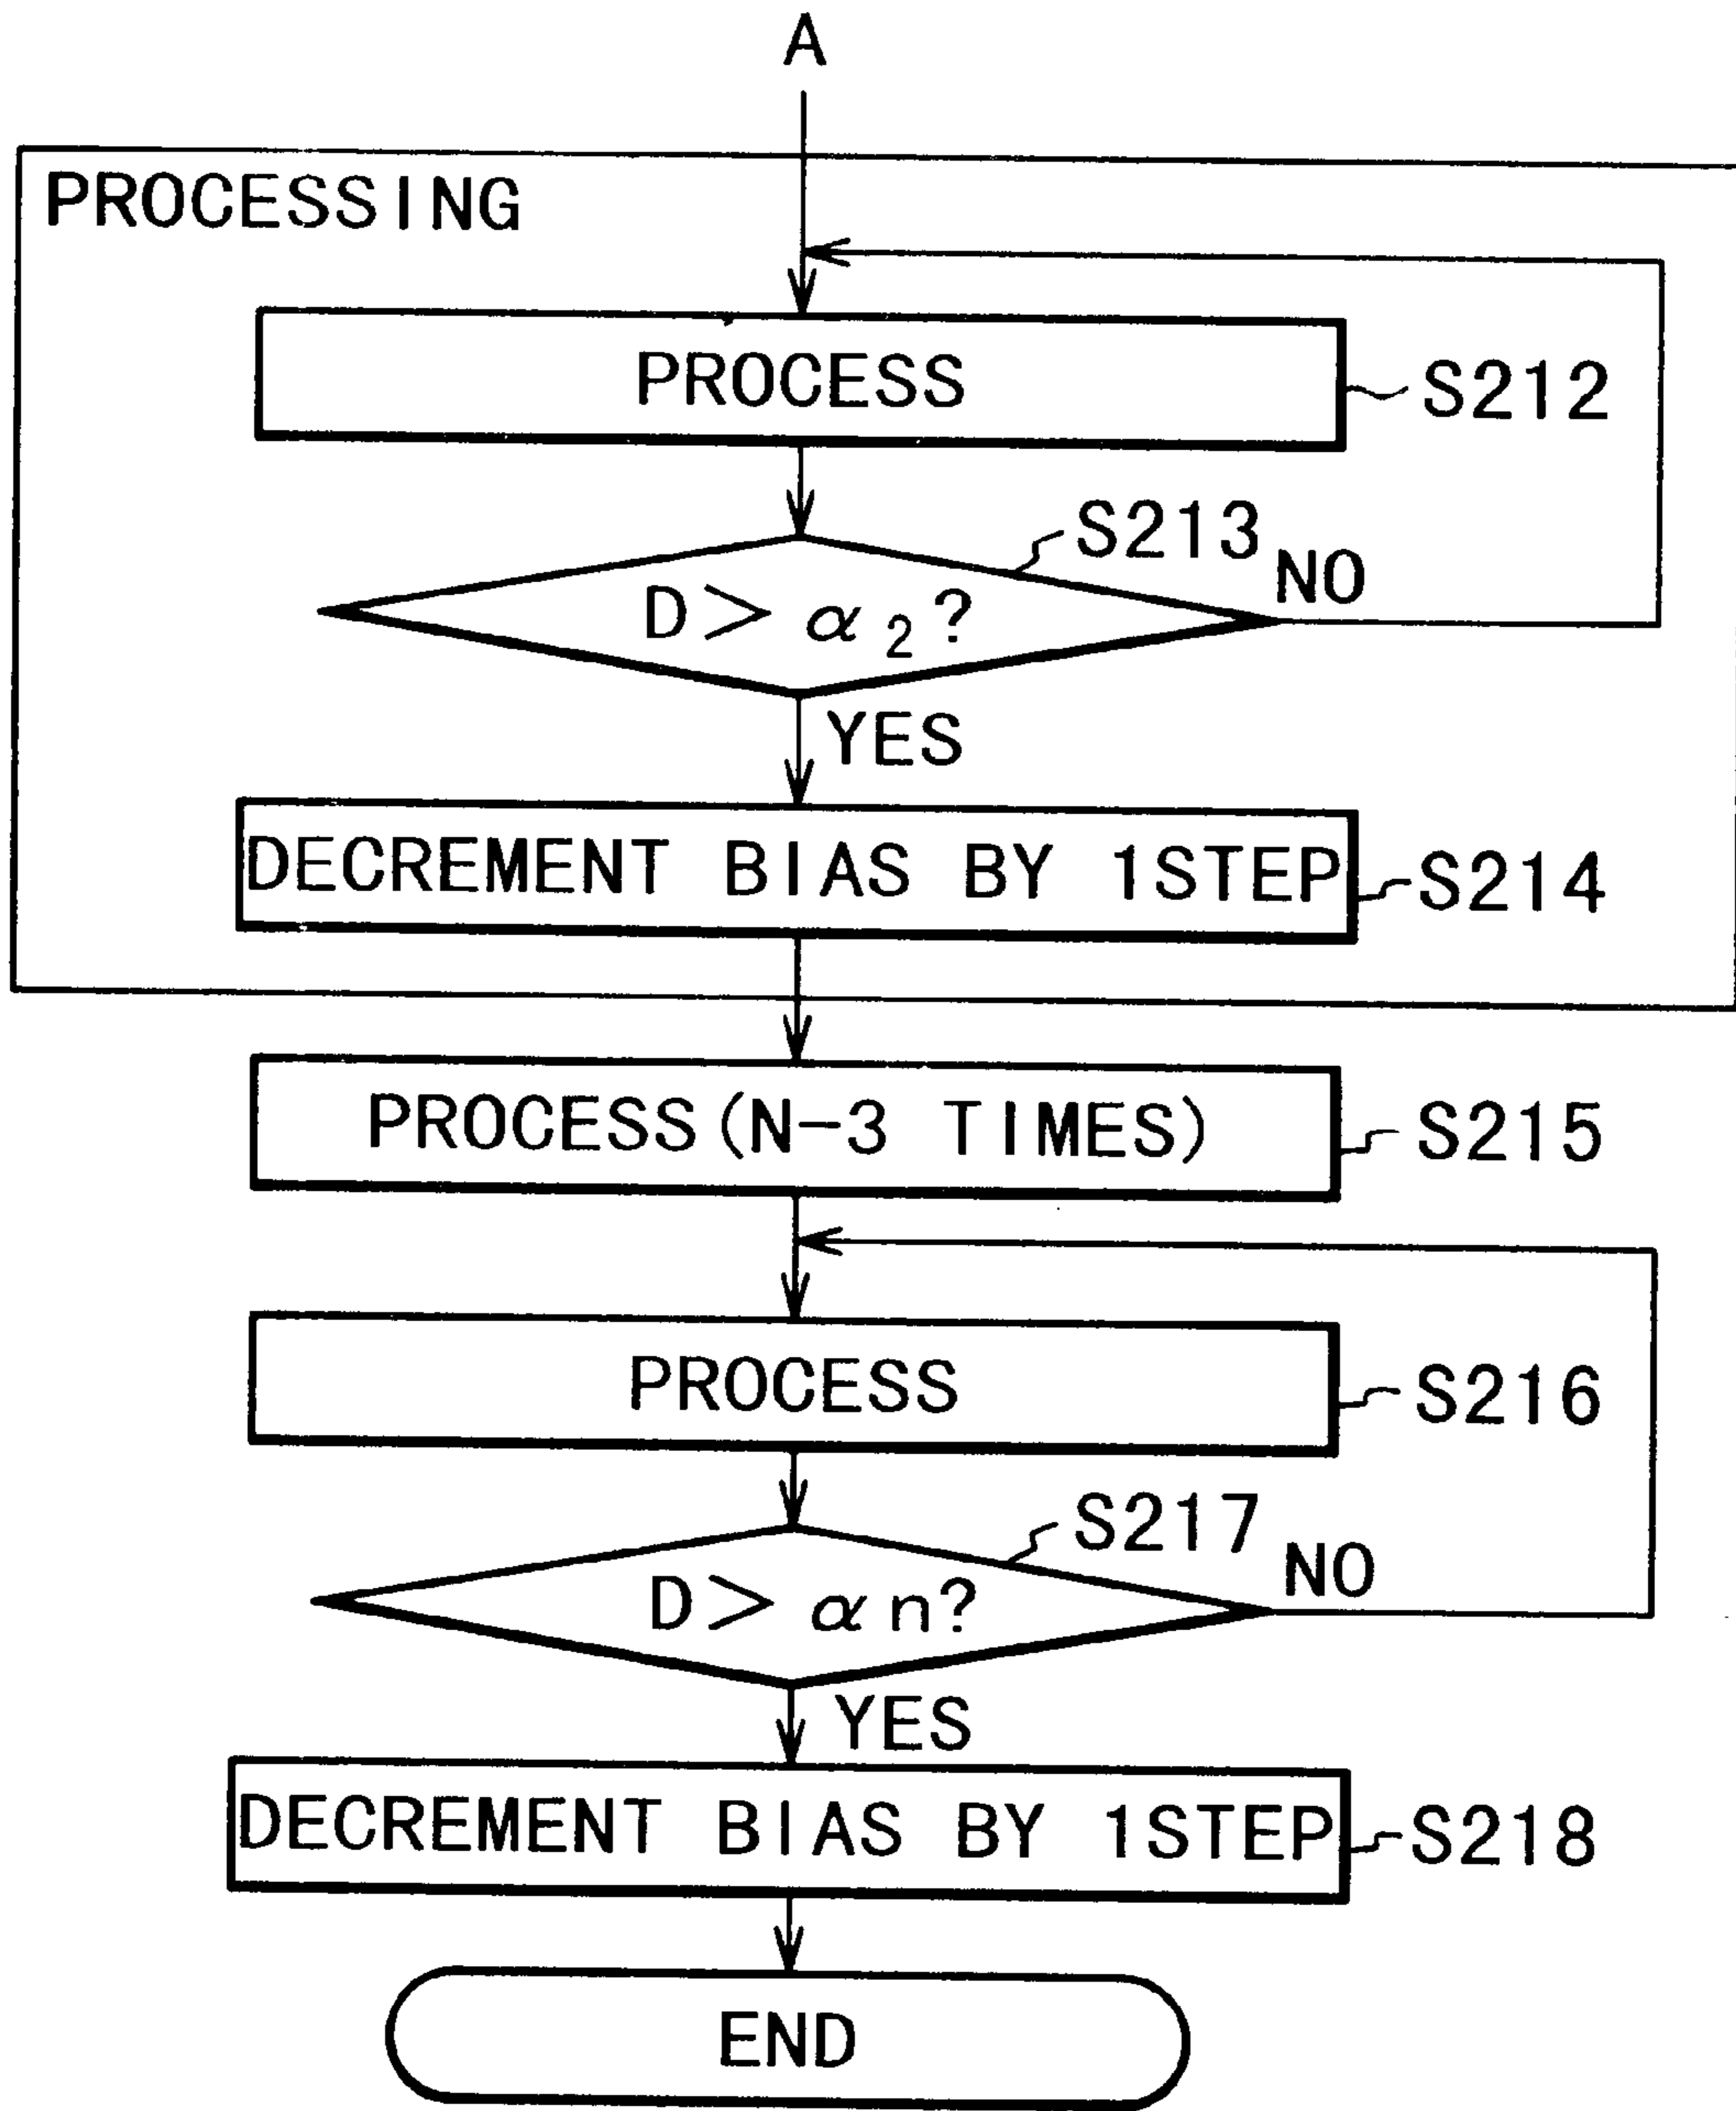 A
PROCESSING
PROCESS
S212
S213
NO
D> α2?
YES
DECREMENT BIAS BY 1STEP
S214
PROCESS(N-3 TIMES)
S215
PROCESS
S216
S217
NO
D> αn?
YES
DECREMENT BIAS BY 1STEP
S218
END